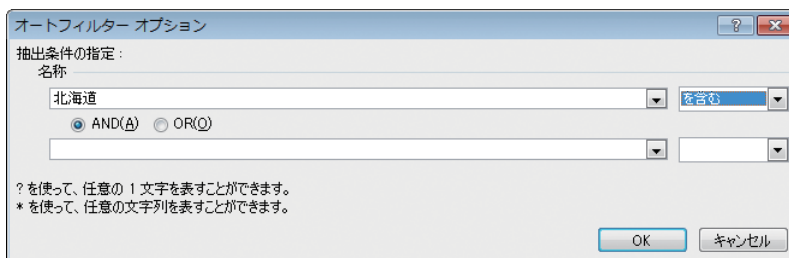 オートフィルター オプション
抽出条件の指定:
名称
北海道 を含む
AND(A) OR(O)
? を使って、任意の 1 文字を表すことができます。
* を使って、任意の文字列を表すことができます。
OK キャンセル